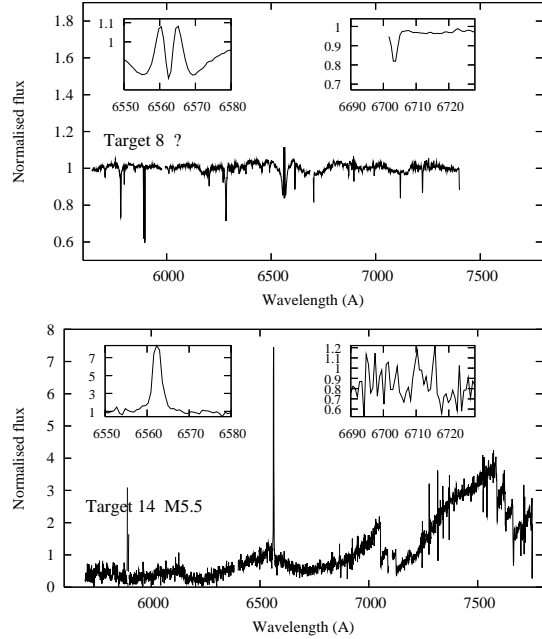 1.8
1.6
1.4
1.2
1
0.8
0.6
Normalised flux
1.1
1
6550 6560 6570 6580
1
0.9
0.8
0.7
6690 6700 6710 6720
Target 8 ?
6000 6500 7000 7500
Wavelength (A)
8
7
6
5
4
3
2
1
0
Normalised flux
7
5
3
1
6550 6560 6570 6580
1.2
1.1
1
0.9
0.8
0.7
0.6
6690 6700 6710 6720
Target 14 M5.5
6000 6500 7000 7500
Wavelength (A)